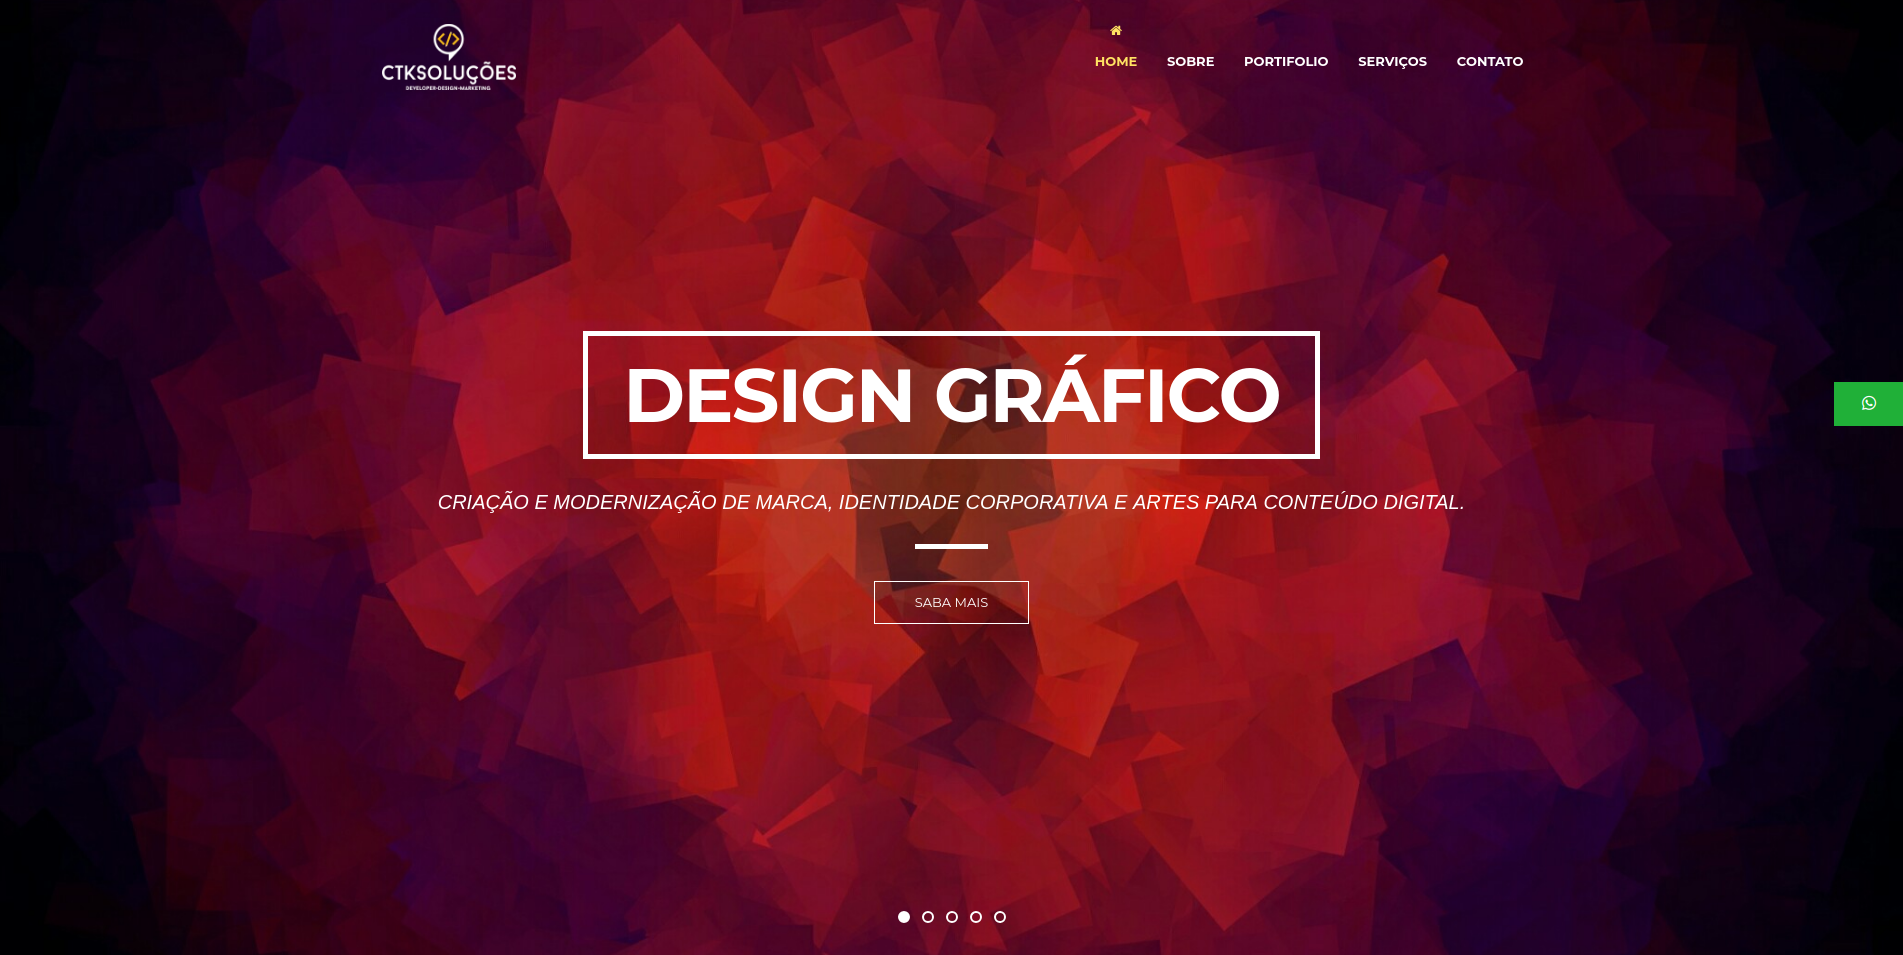 CTKSOLUÇÕES
DEVELOPER-DESIGN-MARKETING
HOME
SOBRE
PORTIFOLIO
SERVIÇOS
CONTATO
DESIGN GRÁFICO
CRIAÇÃO E MODERNIZAÇÃO DE MARCA, IDENTIDADE CORPORATIVA E ARTES PARA CONTEÚDO DIGITAL.
SABA MAIS